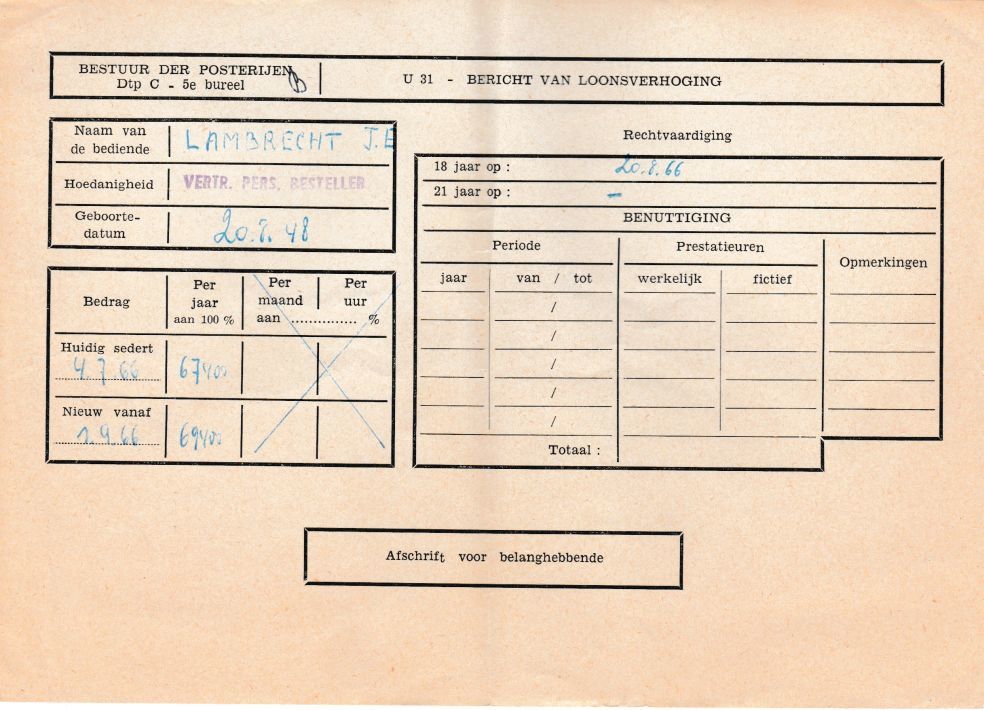 BESTUUR DER POSTERIJEN
Dtp C - 5e bureel
U 31 - BERICHT VAN LOONSVERHOGING
Naam van de bediende LAMBRECHT J.E
Hoedanigheid VERTR. PERS. BESTELLER
Geboorte-datum 20.8.48
Rechtvaardiging
18 jaar op : 20.8.66
21 jaar op : –
BENUTTIGING
Periode Prestatieuren Opmerkingen
jaar van / tot werkelijk fictief
/
/
/
/
/
Totaal :
Bedrag Per jaar aan 100 % Per maand aan ............... Per uur %
Huidig sedert
4.7.66 67400
Nieuw vanaf
1.9.66 69400
Afschrift voor belanghebbende